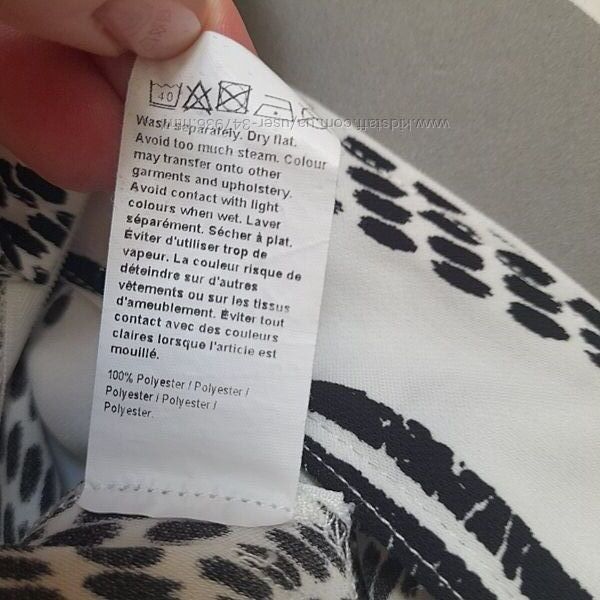 40
Wash separately. Dry flat.
Avoid too much steam. Colour
may transfer onto other
garments and upholstery.
Avoid contact with light
colours when wet. Laver
séparément. Sécher à plat.
Éviter d'utiliser trop de
vapeur. La couleur risque de
déteindre sur d'autres
vêtements ou sur les tissus
d'ameublement. Éviter tout
contact avec des couleurs
claires lorsque l'article est
mouillé.
100% Polyester / Polyester /
Polyester / Polyester /
Polyester.